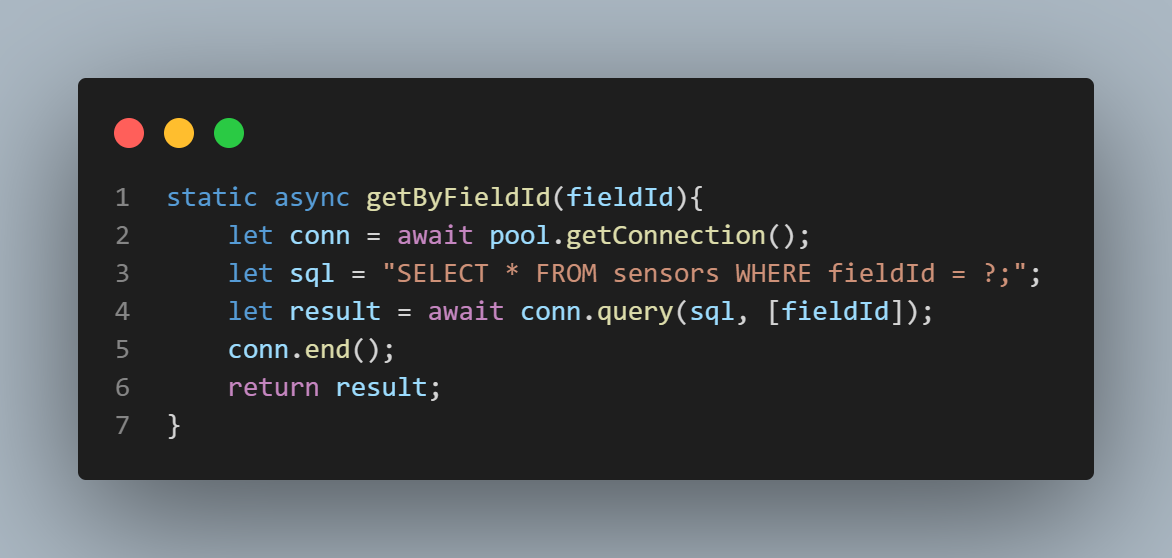 1 static async getByFieldId(fieldId){
2     let conn = await pool.getConnection();
3     let sql = "SELECT * FROM sensors WHERE fieldId = ?;";
4     let result = await conn.query(sql, [fieldId]);
5     conn.end();
6     return result;
7 }